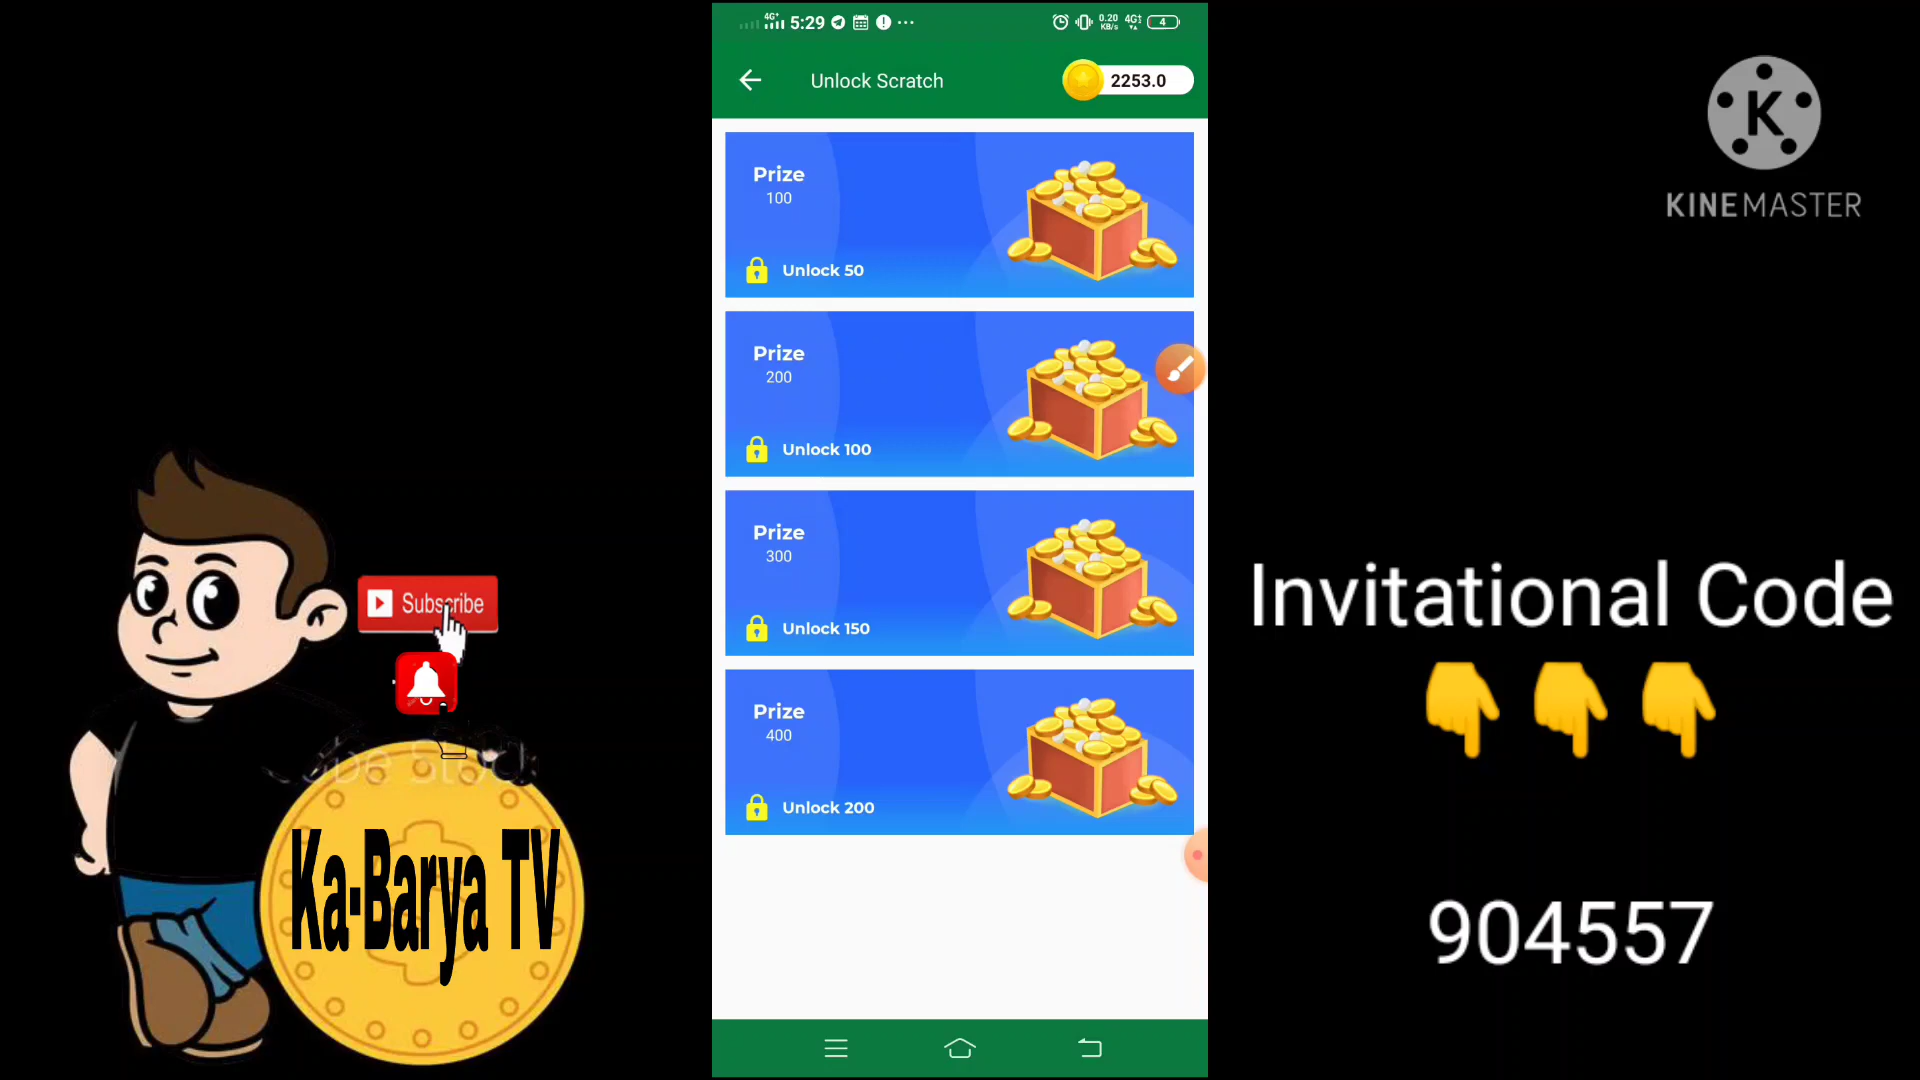 4G+ 5:29
0.20 KB/s 4G 4
Unlock Scratch
2253.0
Prize
100
Unlock 50
Prize
200
Unlock 100
Prize
300
Unlock 150
Prize
400
Unlock 200
K
KINEMASTER
Subscribe
Ka-Barya TV
Invitational Code
👇👇👇
904557